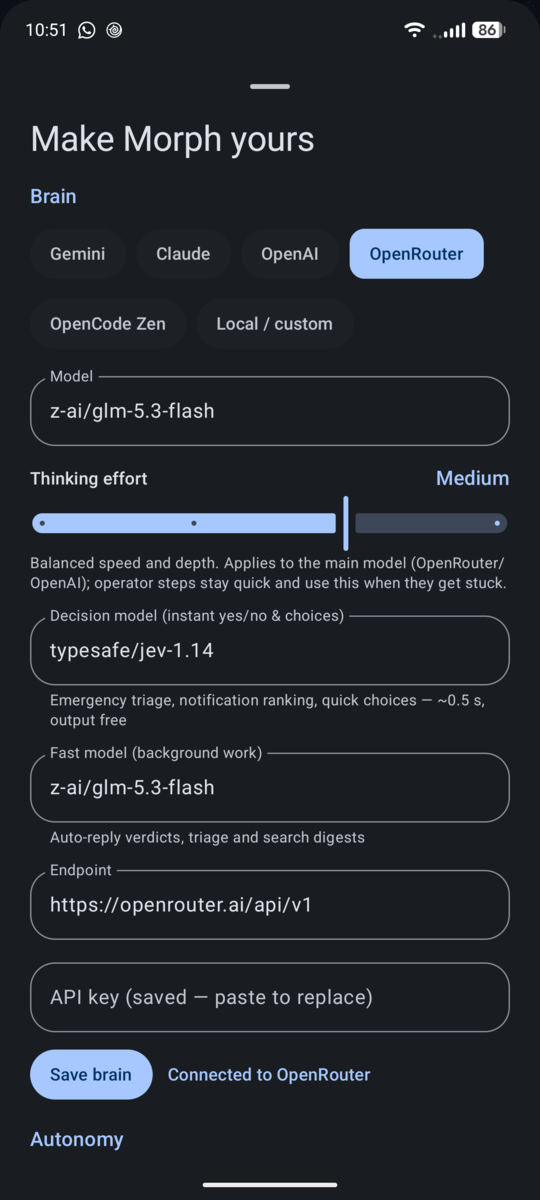 10:51
86
Make Morph yours
Brain
Gemini
Claude
OpenAI
OpenRouter
OpenCode Zen
Local / custom
Model
z-ai/glm-5.3-flash
Thinking effort
Medium
Balanced speed and depth. Applies to the main model (OpenRouter/
OpenAI); operator steps stay quick and use this when they get stuck.
Decision model (instant yes/no & choices)
typesafe/jev-1.14
Emergency triage, notification ranking, quick choices — ~0.5 s,
output free
Fast model (background work)
z-ai/glm-5.3-flash
Auto-reply verdicts, triage and search digests
Endpoint
https://openrouter.ai/api/v1
API key (saved — paste to replace)
Save brain
Connected to OpenRouter
Autonomy